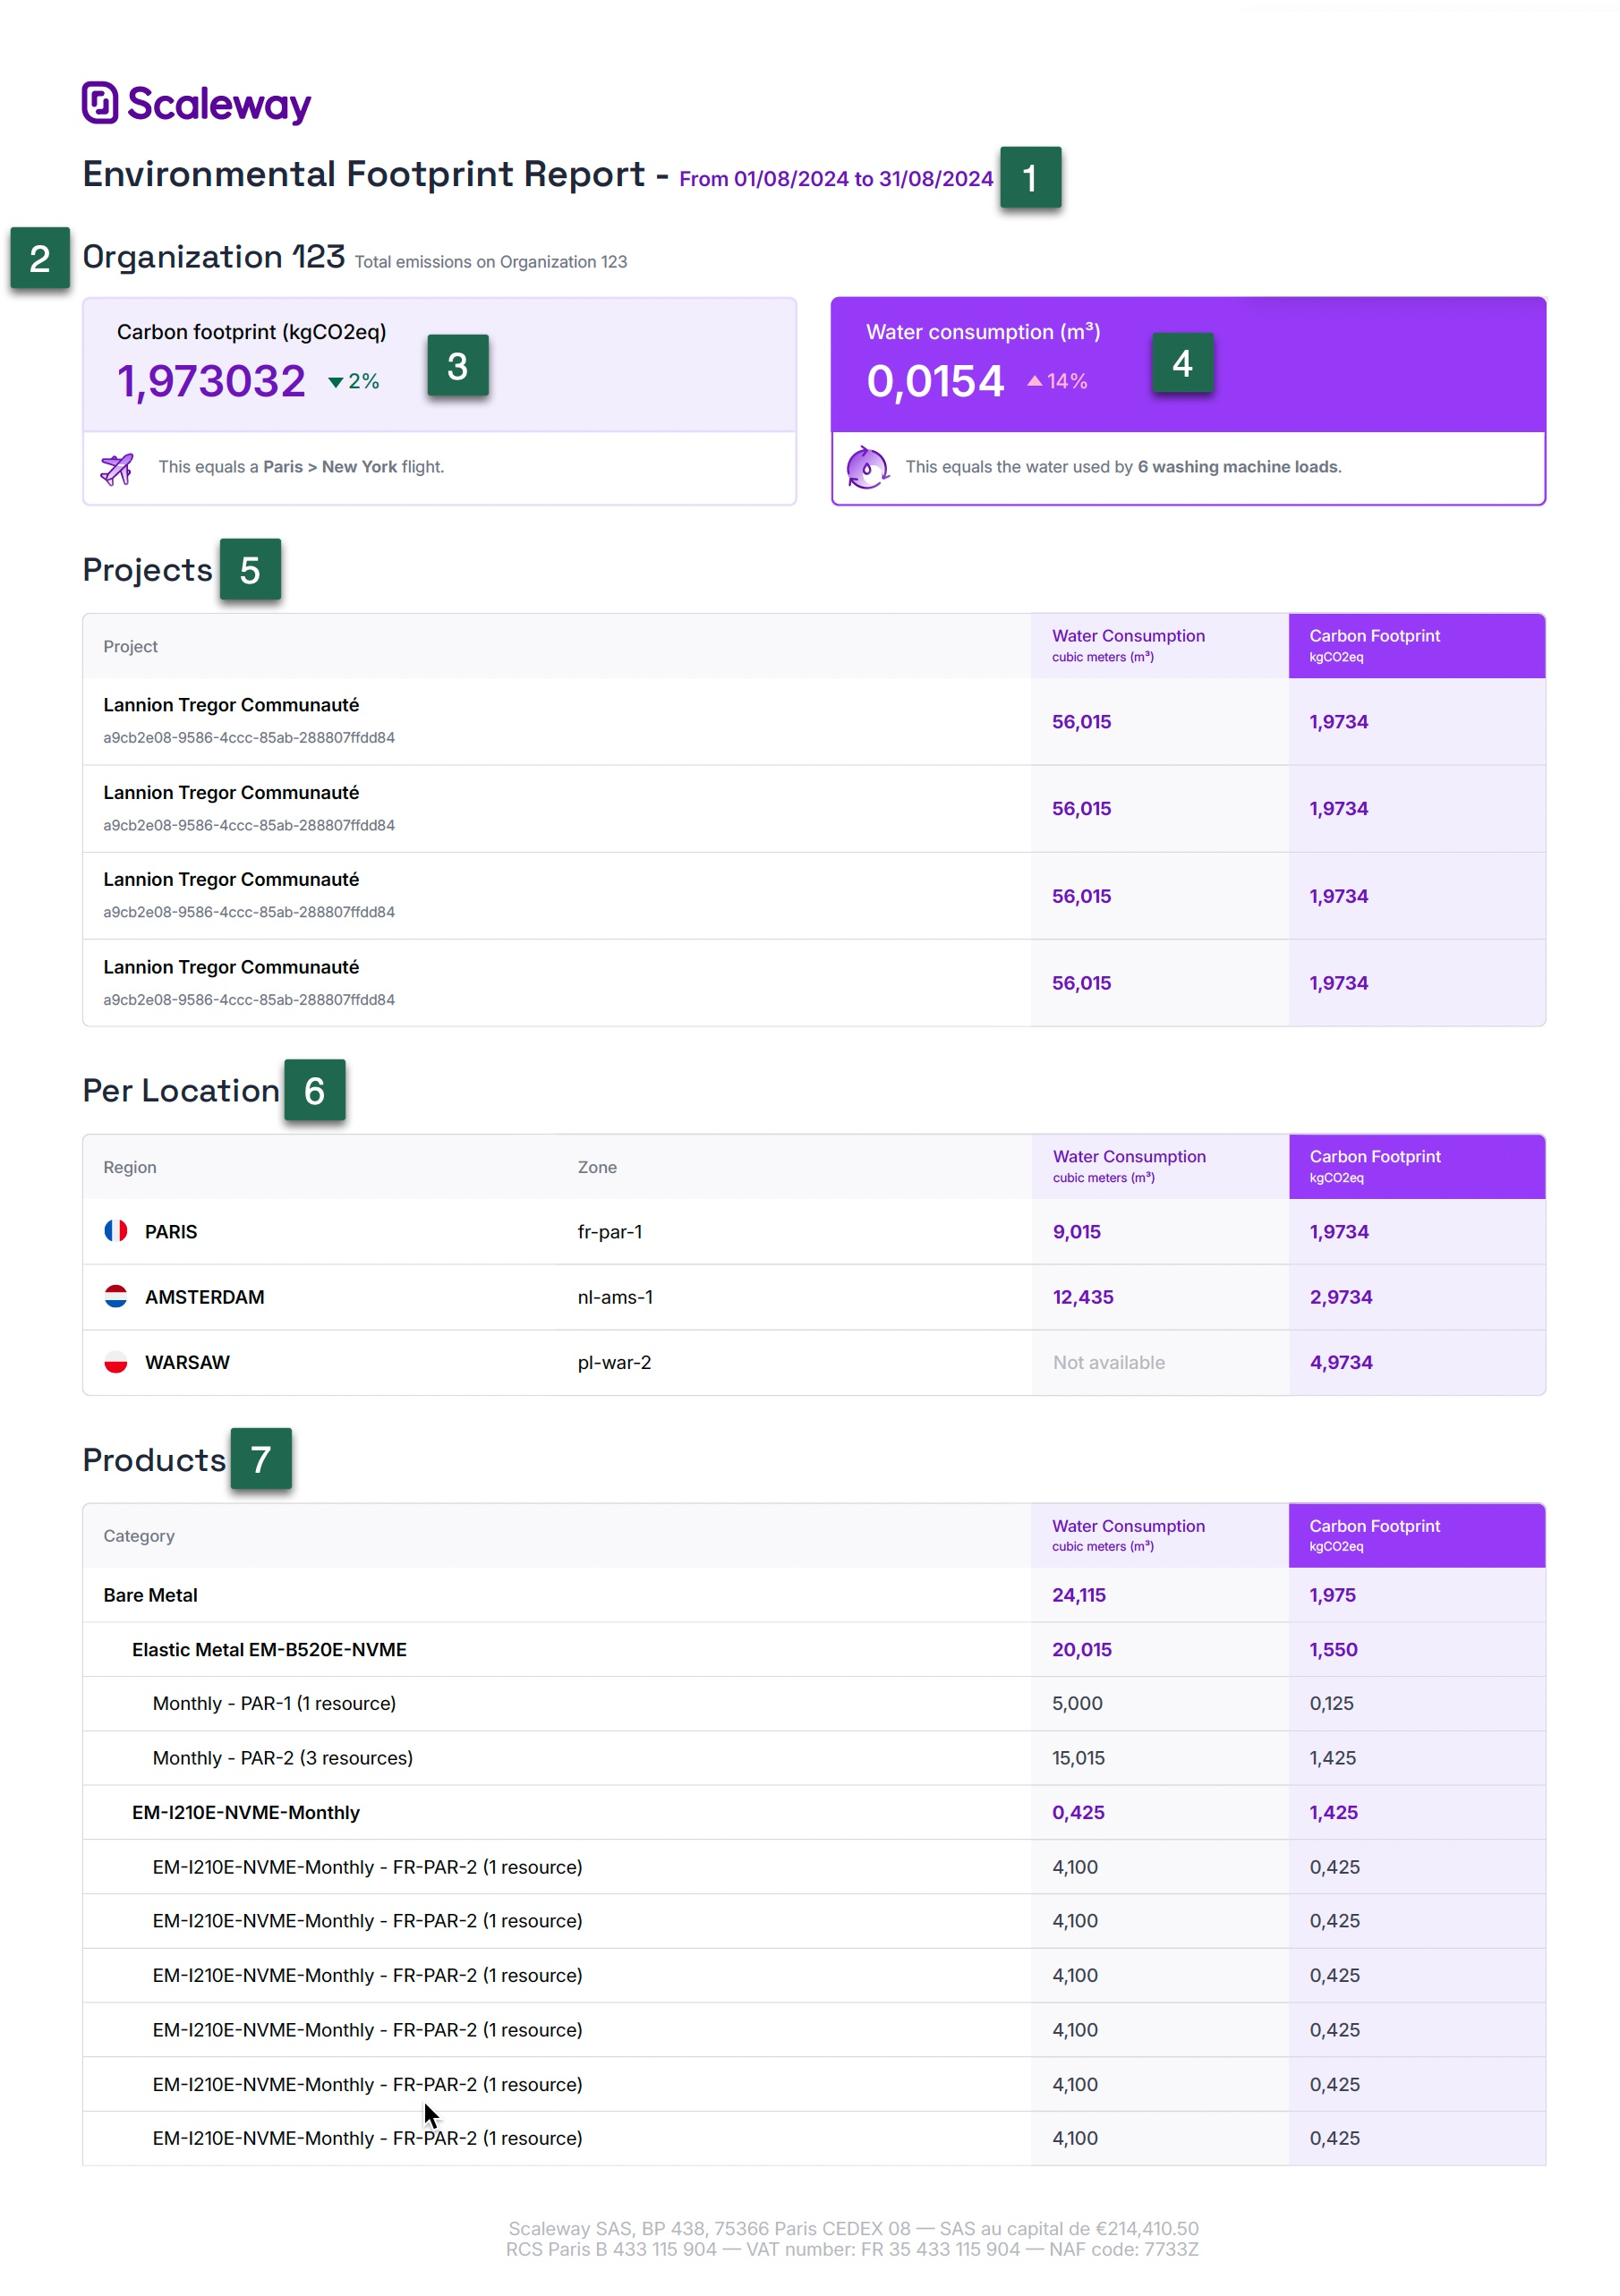 Scaleway
Environmental Footprint Report - From 01/08/2024 to 31/08/2024 1
2 Organization 123 Total emissions on Organization 123
Carbon footprint (kgCO2eq)
1,973032 ▼ 2% 3
This equals a Paris > New York flight.
Water consumption (m³)
0,0154 ▲ 14% 4
This equals the water used by 6 washing machine loads.
Projects 5
Project Water Consumption cubic meters (m³) Carbon Footprint kgCO2eq
Lannion Tregor Communauté
a9cb2e08-9586-4ccc-85ab-288807ffdd84
56,015 1,9734
Lannion Tregor Communauté
a9cb2e08-9586-4ccc-85ab-288807ffdd84
56,015 1,9734
Lannion Tregor Communauté
a9cb2e08-9586-4ccc-85ab-288807ffdd84
56,015 1,9734
Lannion Tregor Communauté
a9cb2e08-9586-4ccc-85ab-288807ffdd84
56,015 1,9734
Per Location 6
Region Zone Water Consumption cubic meters (m³) Carbon Footprint kgCO2eq
PARIS fr-par-1 9,015 1,9734
AMSTERDAM nl-ams-1 12,435 2,9734
WARSAW pl-war-2 Not available 4,9734
Products 7
Category Water Consumption cubic meters (m³) Carbon Footprint kgCO2eq
Bare Metal 24,115 1,975
Elastic Metal EM-B520E-NVME 20,015 1,550
Monthly - PAR-1 (1 resource) 5,000 0,125
Monthly - PAR-2 (3 resources) 15,015 1,425
EM-I210E-NVME-Monthly 0,425 1,425
EM-I210E-NVME-Monthly - FR-PAR-2 (1 resource) 4,100 0,425
EM-I210E-NVME-Monthly - FR-PAR-2 (1 resource) 4,100 0,425
EM-I210E-NVME-Monthly - FR-PAR-2 (1 resource) 4,100 0,425
EM-I210E-NVME-Monthly - FR-PAR-2 (1 resource) 4,100 0,425
EM-I210E-NVME-Monthly - FR-PAR-2 (1 resource) 4,100 0,425
EM-I210E-NVME-Monthly - FR-PAR-2 (1 resource) 4,100 0,425
Scaleway SAS, BP 438, 75366 Paris CEDEX 08 — SAS au capital de €214,410.50
RCS Paris B 433 115 904 — VAT number: FR 35 433 115 904 — NAF code: 7733Z